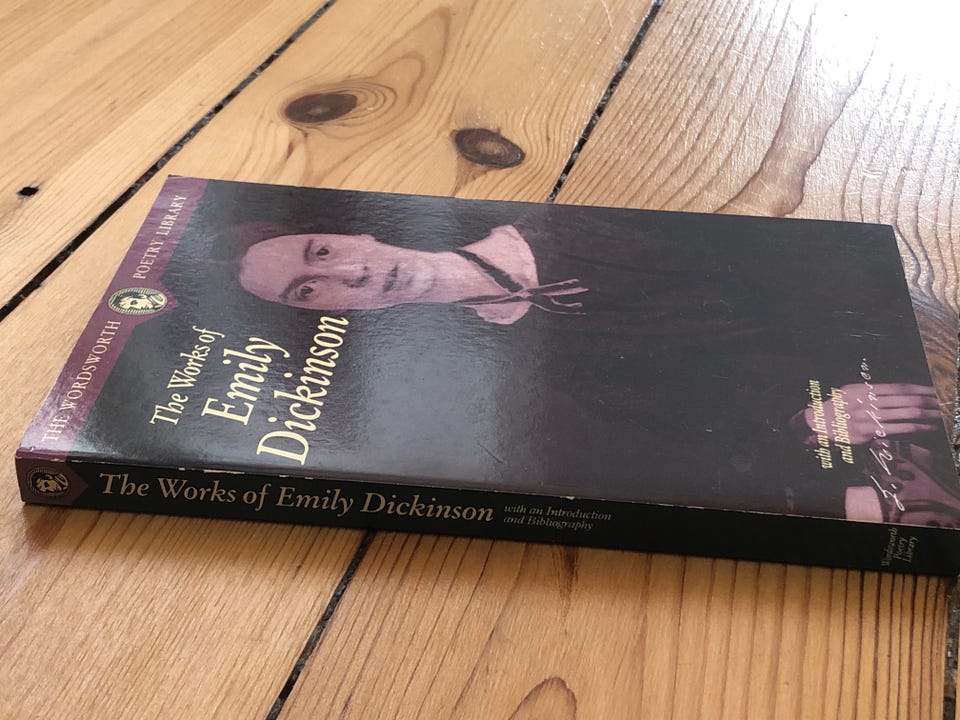 THE WORDSWORTH POETRY LIBRARY
The Works of
Emily
Dickinson
with an Introduction
and Bibliography
E. Dickinson.
The Works of Emily Dickinson
with an Introduction
and Bibliography
Wordsworth
Poetry
Library